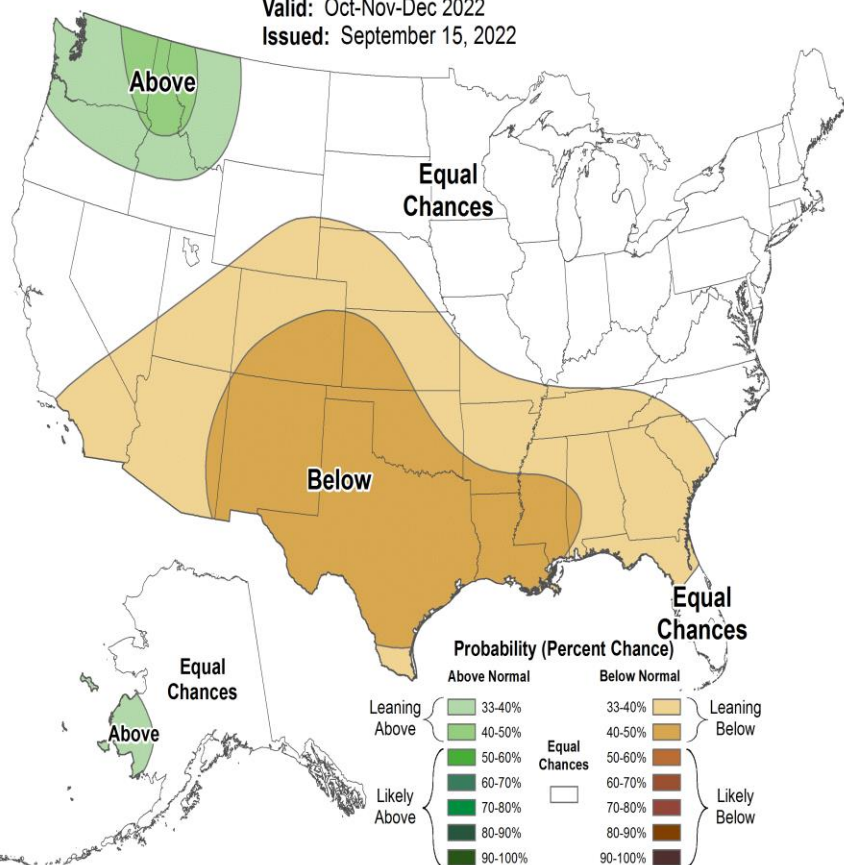 Valid: Oct-Nov-Dec 2022
Issued: September 15, 2022
Above
Equal
Chances
Below
Equal
Chances
Equal
Chances
Above
Probability (Percent Chance)
Above Normal
Below Normal
Leaning
Above
33-40%
40-50%
Likely
Above
50-60%
60-70%
70-80%
80-90%
90-100%
Equal
Chances
33-40%
40-50%
Leaning
Below
50-60%
60-70%
70-80%
80-90%
90-100%
Likely
Below